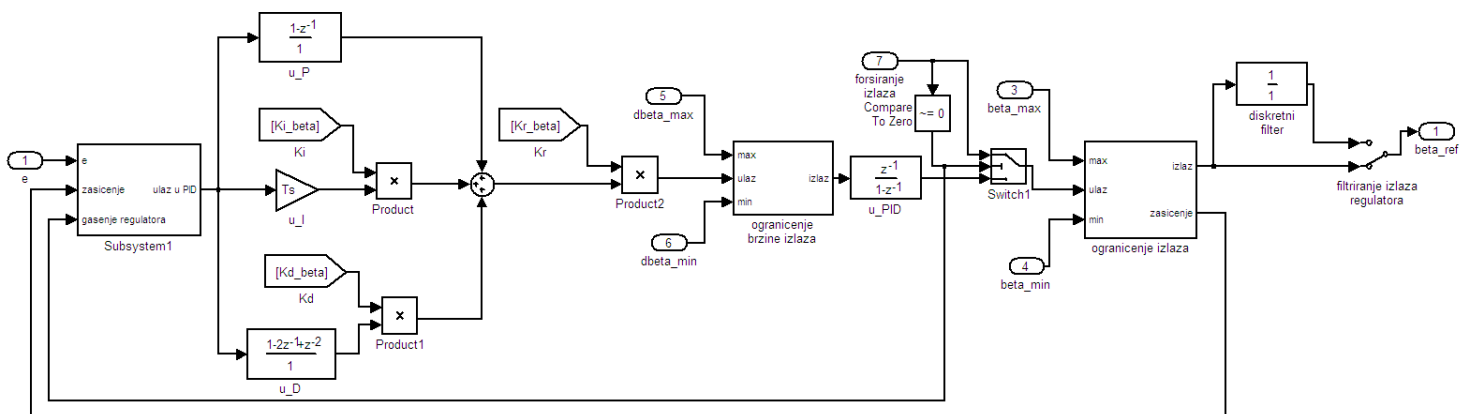 1
e
e
zasicenje
gasenje regulatora
ulaz u PID
Subsystem1
1-z-1
1
u_P
[Ki_beta]
Ki
Ts
u_I
×
Product
[Kd_beta]
Kd
×
Product1
1-2z-1+z-2
1
u_D
[Kr_beta]
Kr
×
Product2
5
dbeta_max
6
dbeta_min
max
ulaz
min
izlaz
ogranicenje
brzine izlaza
z-1
1-z-1
u_PID
7
forsiranje
izlaza
Compare
To Zero
~= 0
Switch1
3
beta_max
4
beta_min
max
ulaz
min
izlaz
zasicenje
ogranicenje izlaza
1
1
diskretni
filter
filtriranje izlaza
regulatora
1
beta_ref